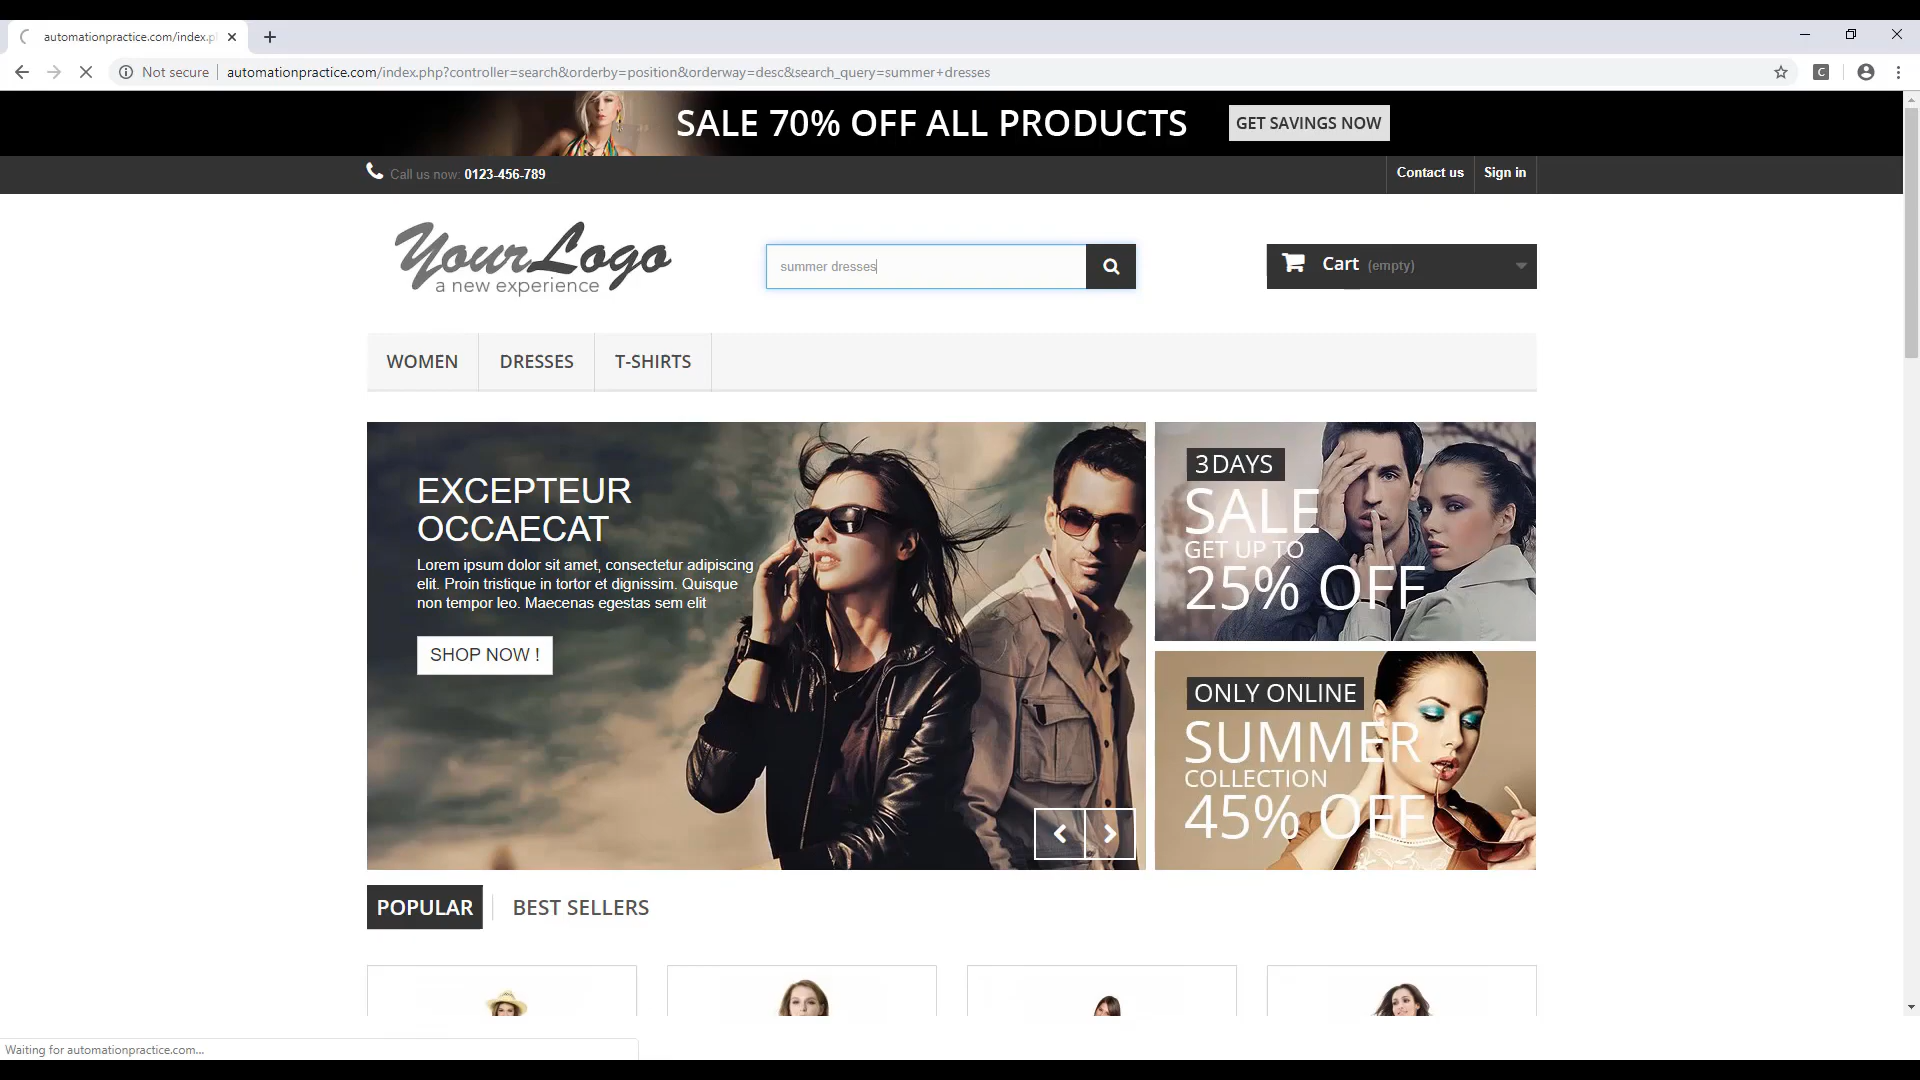 automationpractice.com/index.p
Not secure
automationpractice.com/index.php?controller=search&orderby=position&orderway=desc&search_query=summer+dresses
C
SALE 70% OFF ALL PRODUCTS
GET SAVINGS NOW
Call us now: 0123-456-789
Contact us
Sign in
Your Logo
a new experience
summer dresses
Cart (empty)
WOMEN
DRESSES
T-SHIRTS
EXCEPTEUR
OCCAECAT
Lorem ipsum dolor sit amet, consectetur adipiscing
elit. Proin tristique in tortor et dignissim. Quisque
non tempor leo. Maecenas egestas sem elit
SHOP NOW !
3 DAYS
SALE
GET UP TO
25% OFF
ONLY ONLINE
SUMMER
COLLECTION
45% OFF
POPULAR
BEST SELLERS
Waiting for automationpractice.com...